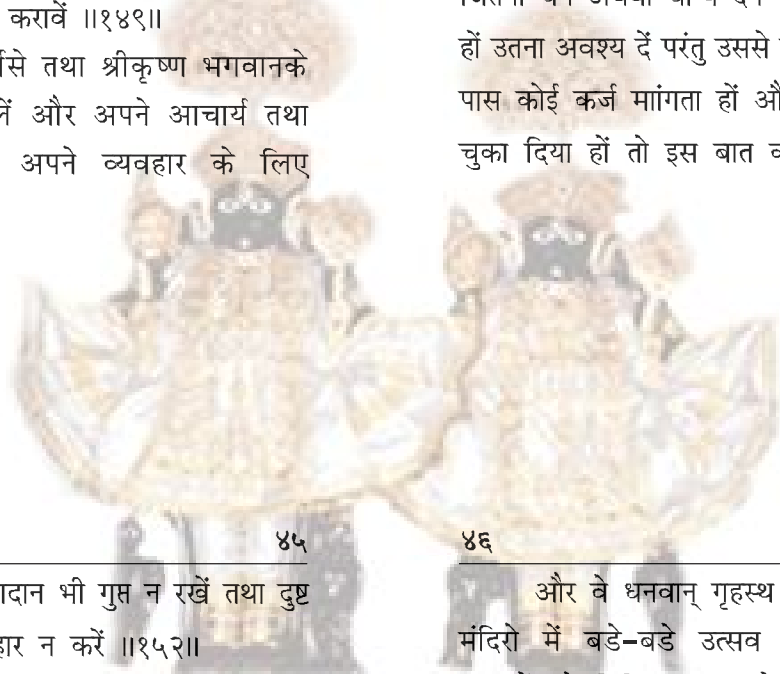 करावें ॥१४९॥
तथा श्रीकृष्ण भगवानके
और अपने आचार्य तथा
अपने व्यवहार के लिए
४५
भी गुप्त न रखें तथा दुष्ट
न करें ॥१५२॥
हों उतना अवश्य दें परंतु उससे
पास कोई कर्ज माांगता हों
चुका दिया हों तो इस बात
४६
और वे धनवान् गृहस्थ
मंदिरो में बडे-बडे उत्सव